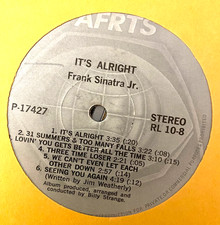 AFRTS
IT'S ALRIGHT
Frank Sinatra Jr.
P-17427
STEREO
RL 10-8
1. IT'S ALRIGHT 3:35 (:20)
2. 31 SUMMERS & TOO MANY FALLS 3:22 (:08)
LOVIN' YOU GETS BETTER ALL THE TIME 3:10 (:15)
4. THREE TIME LOSER 2:21 (:05)
5. WE CAN'T EVEN LET EACH
OTHER DOWN 2:57 (:14)
6. SEEING YOU AGAIN 4:19 (:12)
(Written by Jim Weatherly)
Album produced, arranged and
conducted by Billy Strange.